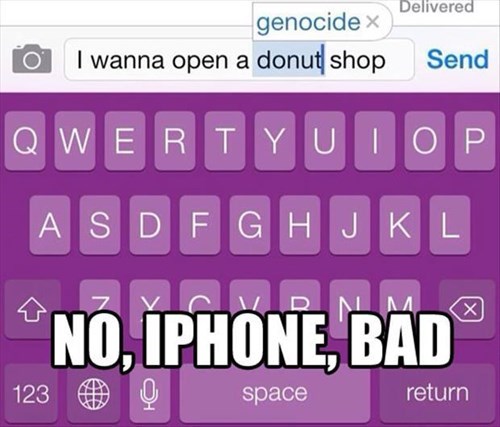 Delivered
genocide ×
I wanna open a donut shop Send
Q W E R T Y U I O P
A S D F G H J K L
Z X C V B N M
NO, IPHONE, BAD
123 space return